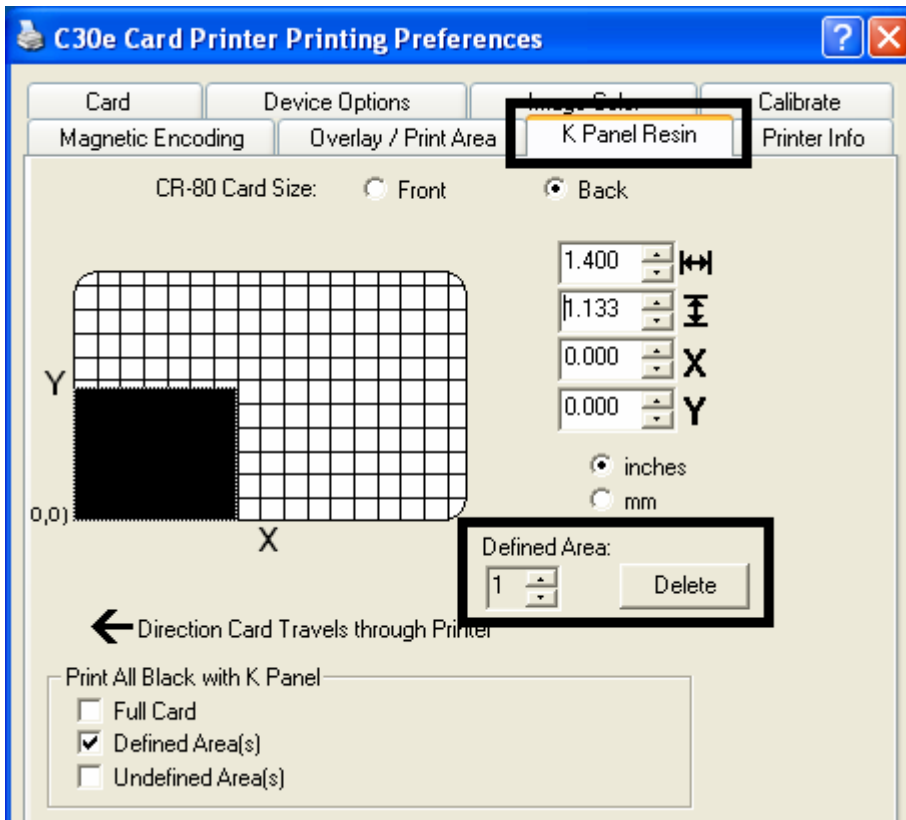 C30e Card Printer Printing Preferences
Card Device Options Image Color Calibrate
Magnetic Encoding Overlay / Print Area K Panel Resin Printer Info
CR-80 Card Size: Front Back
1.400
1.133
0.000 X
0.000 Y
inches
mm
Y
0,0)
X
Defined Area:
1 Delete
Direction Card Travels through Printer
Print All Black with K Panel
Full Card
Defined Area(s)
Undefined Area(s)